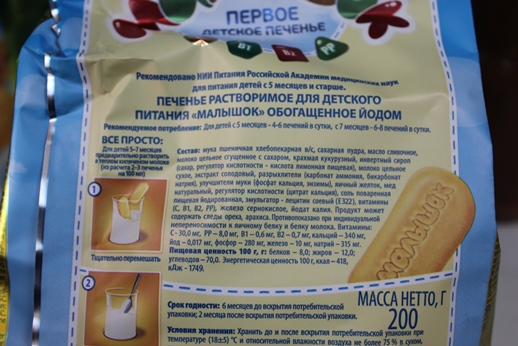 ПЕРВОЕ
ДЕТСКОЕ ПЕЧЕНЬЕ
B1 B2 PP
Рекомендовано НИИ Питания Российской Академии медицинских наук
для питания детей с 5 месяцев и старше.
ПЕЧЕНЬЕ РАСТВОРИМОЕ ДЛЯ ДЕТСКОГО
ПИТАНИЯ «МАЛЫШОК» ОБОГАЩЕННОЕ ЙОДОМ
Рекомендуемое потребление: Для детей с 5 месяцев - 4-6 печений в сутки, с 7 месяцев - 6-8 печений в сутки.
ВСЕ ПРОСТО:
Для детей 5-7 месяцев
предварительно растворить
в теплом кипяченом молоке
(из расчета 2-3 печенья
на 100 мл)
1
Тщательно перемешать
2
Состав: мука пшеничная хлебопекарная в/с, сахарная пудра, масло сливочное,
молоко цельное сгущенное с сахаром, крахмал кукурузный, инвертный сироп
(сахар, регулятор кислотности - кислота лимонная пищевая), молоко цельное
сухое, экстракт солодовый, разрыхлители (карбонат аммония, бикарбонат
натрия), улучшители муки (фосфат кальция, энзимы), яичный желток, мед
натуральный, регулятор кислотности (цитрат кальция), соль поваренная
пищевая йодированная, эмульгатор - лецитин соевый (E322), витамины
(С, В1, В2, РР), железо сернокислое, йодат калия. Продукт может
содержать следы ореха, арахиса. Противопоказано при индивидуальной
непереносимости к яичному белку и белку молока. Витамины:
С - 30,0 мг, РР – 8,0 мг, В1 - 0,6 мг, В2 - 0,7 мг, кальций – 340 мг,
йод – 0,017 мг, фосфор – 280 мг, железо – 10 мг, натрий - 315 мг.
Пищевая ценность 100 г, г: белков – 8,0; жиров – 12,0;
углеводов – 70,0. Энергетическая ценность 100 г, ккал - 418,
кДж - 1749.
МАЛЫШОК
Срок годности: 6 месяцев до вскрытия потребительской
упаковки; 2 месяца после вскрытия потребительской упаковки.
МАССА НЕТТО, Г
200
Условия хранения: Хранить до и после вскрытия потребительской упаковки при
температуре (18±5) °С и относительной влажности воздуха не более 75 % в сухом,